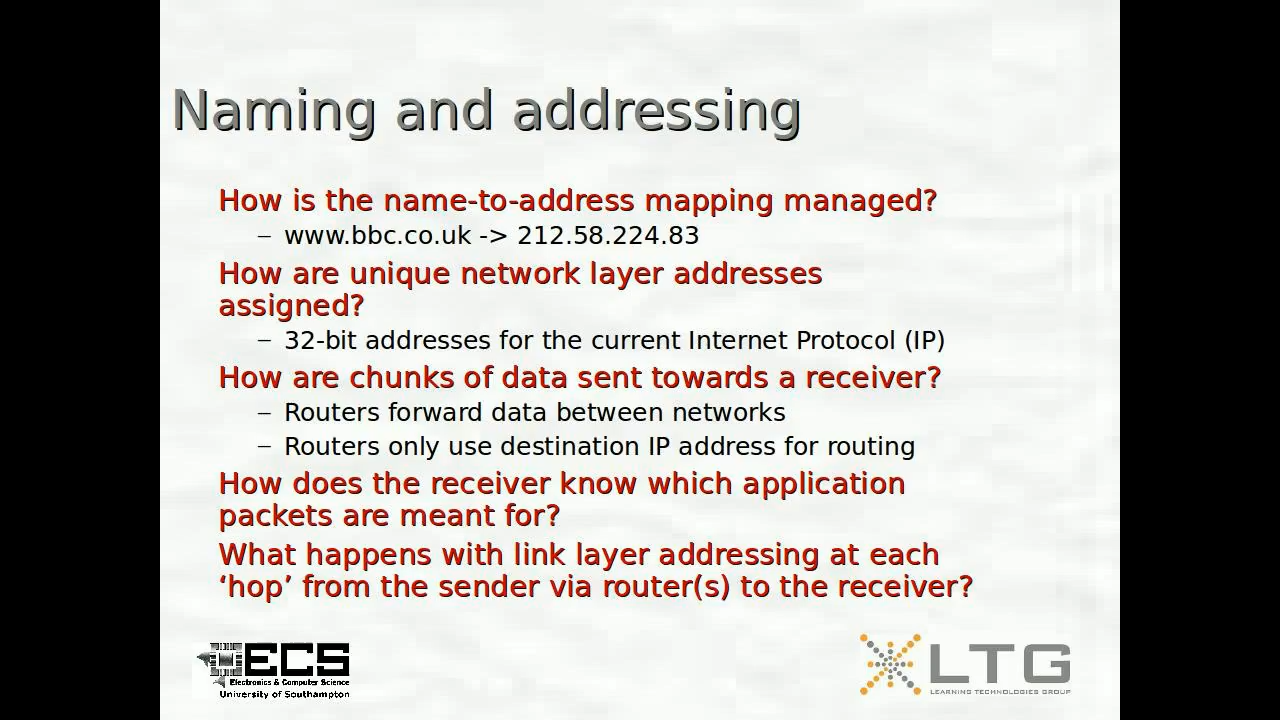 Naming and addressing
How is the name-to-address mapping managed?
– www.bbc.co.uk -> 212.58.224.83
How are unique network layer addresses
assigned?
– 32-bit addresses for the current Internet Protocol (IP)
How are chunks of data sent towards a receiver?
– Routers forward data between networks
– Routers only use destination IP address for routing
How does the receiver know which application
packets are meant for?
What happens with link layer addressing at each
‘hop’ from the sender via router(s) to the receiver?
ECS
Electronics & Computer Science
University of Southampton
LTG
LEARNING TECHNOLOGIES GROUP